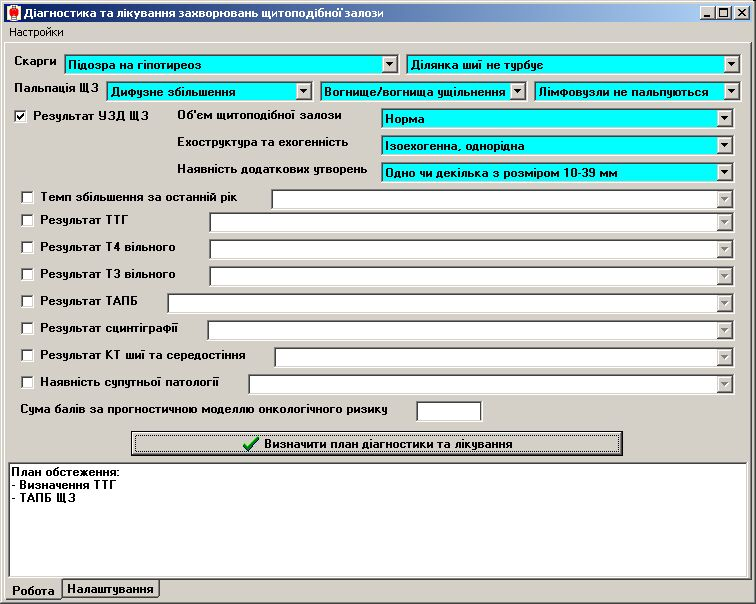 Діагностика та лікування захворювань щитоподібної залози
Настройки
Скарги Підозра на гіпотиреоз Ділянка шиї не турбує
Пальпація ЩЗ Дифузне збільшення Вогнище/вогнища ущільнення Лімфовузли не пальпуються
Результат УЗД ЩЗ Об'єм щитоподібної залози Норма
Ехоструктура та ехогенність Ізоехогенна, однорідна
Наявність додаткових утворень Одно чи декілька з розміром 10-39 мм
Темп збільшення за останній рік
Результат ТТГ
Результат Т4 вільного
Результат Т3 вільного
Результат ТАПБ
Результат сцинтіграфії
Результат КТ шиї та середостіння
Наявність супутньої патології
Сума балів за прогностичною моделлю онкологічного ризику
Визначити план діагностики та лікування
План обстеження:
- Визначення ТТГ
- ТАПБ ЩЗ
Робота Налаштування